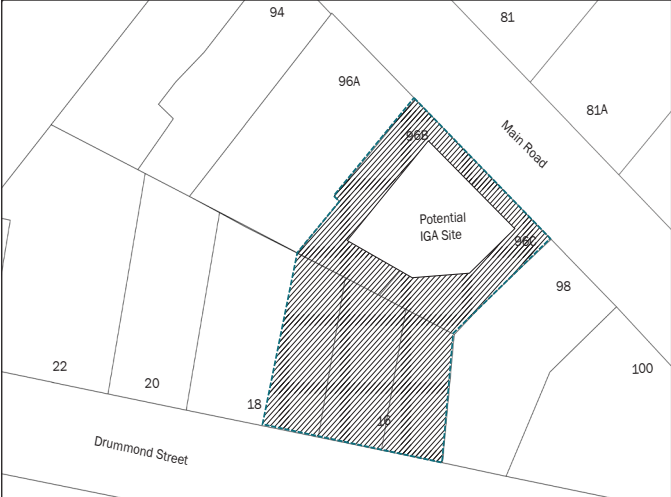 94
81
96A
81A
96B
Main Road
Potential
IGA Site
96C
98
22
20
18
16
100
Drummond Street